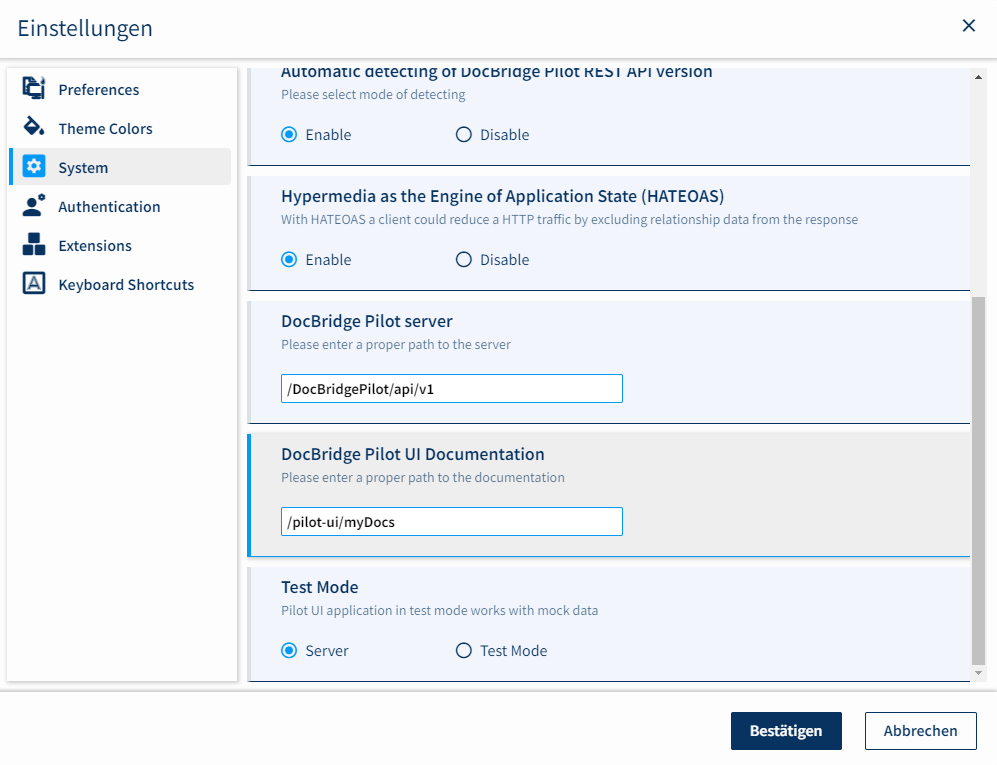 Einstellungen
Preferences
Theme Colors
System
Authentication
Extensions
Keyboard Shortcuts
Automatic detecting of DocBridge Pilot REST API version
Please select mode of detecting
Enable Disable
Hypermedia as the Engine of Application State (HATEOAS)
With HATEOAS a client could reduce a HTTP traffic by excluding relationship data from the response
Enable Disable
DocBridge Pilot server
Please enter a proper path to the server
/DocBridgePilot/api/v1
DocBridge Pilot UI Documentation
Please enter a proper path to the documentation
/pilot-ui/myDocs
Test Mode
Pilot UI application in test mode works with mock data
Server Test Mode
Bestätigen Abbrechen